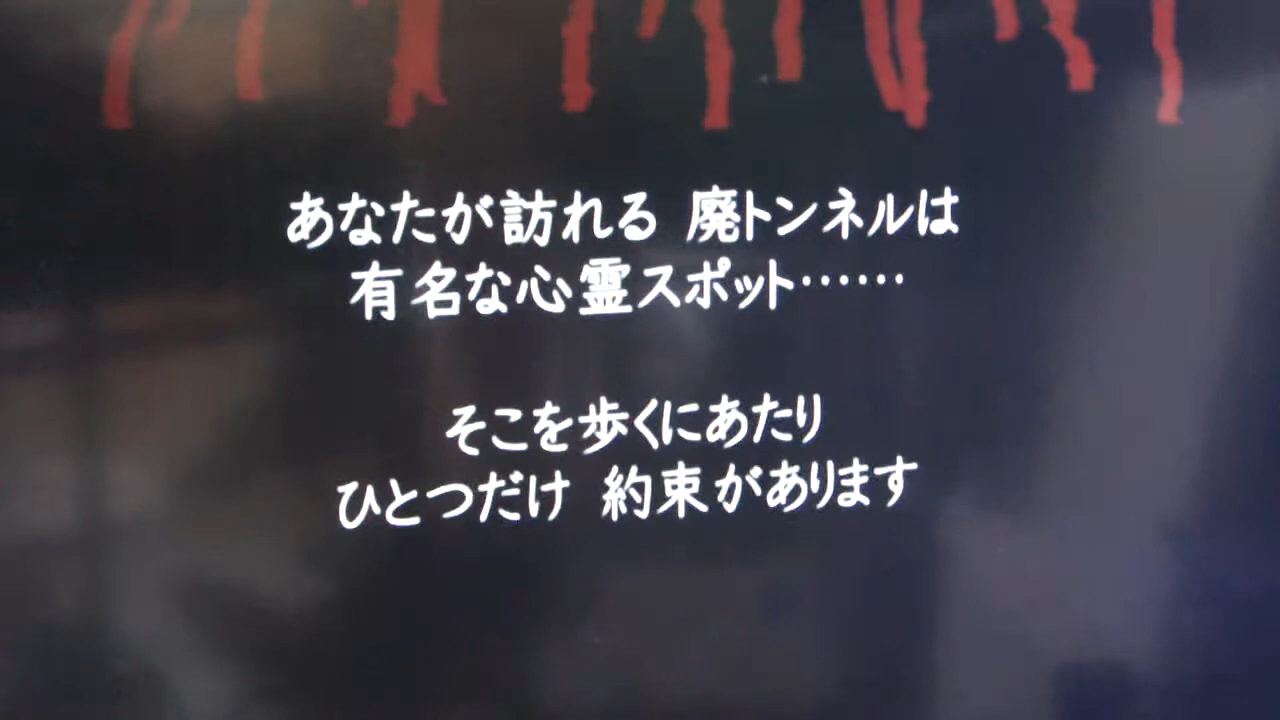 あなたが訪れる 廃トンネルは
有名な心霊スポット……
そこを歩くにあたり
ひとつだけ 約束があります